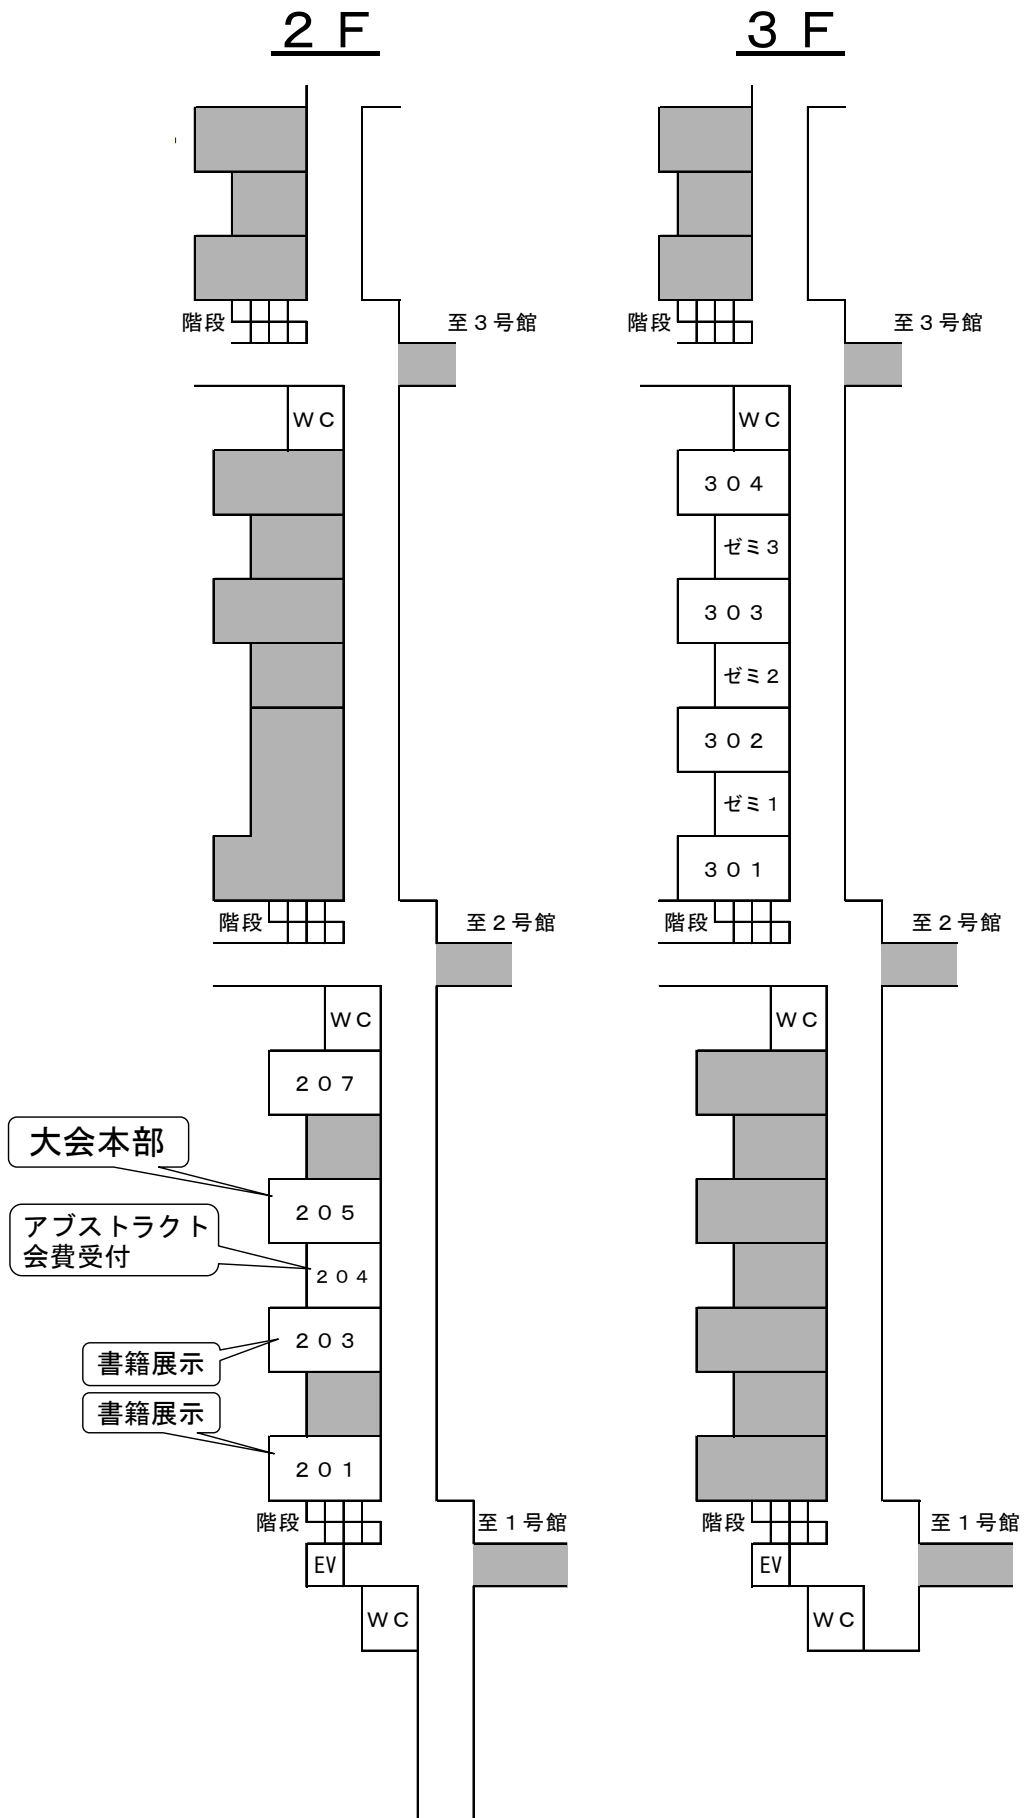 ２Ｆ
階段
至３号館
ＷＣ
階段
至２号館
ＷＣ
２０７
大会本部
２０５
アブストラクト
会費受付
２０４
２０３
書籍展示
書籍展示
２０１
階段
至１号館
EV
ＷＣ
３Ｆ
階段
至３号館
ＷＣ
３０４
ゼミ３
３０３
ゼミ２
３０２
ゼミ１
３０１
階段
至２号館
ＷＣ
階段
至１号館
EV
ＷＣ